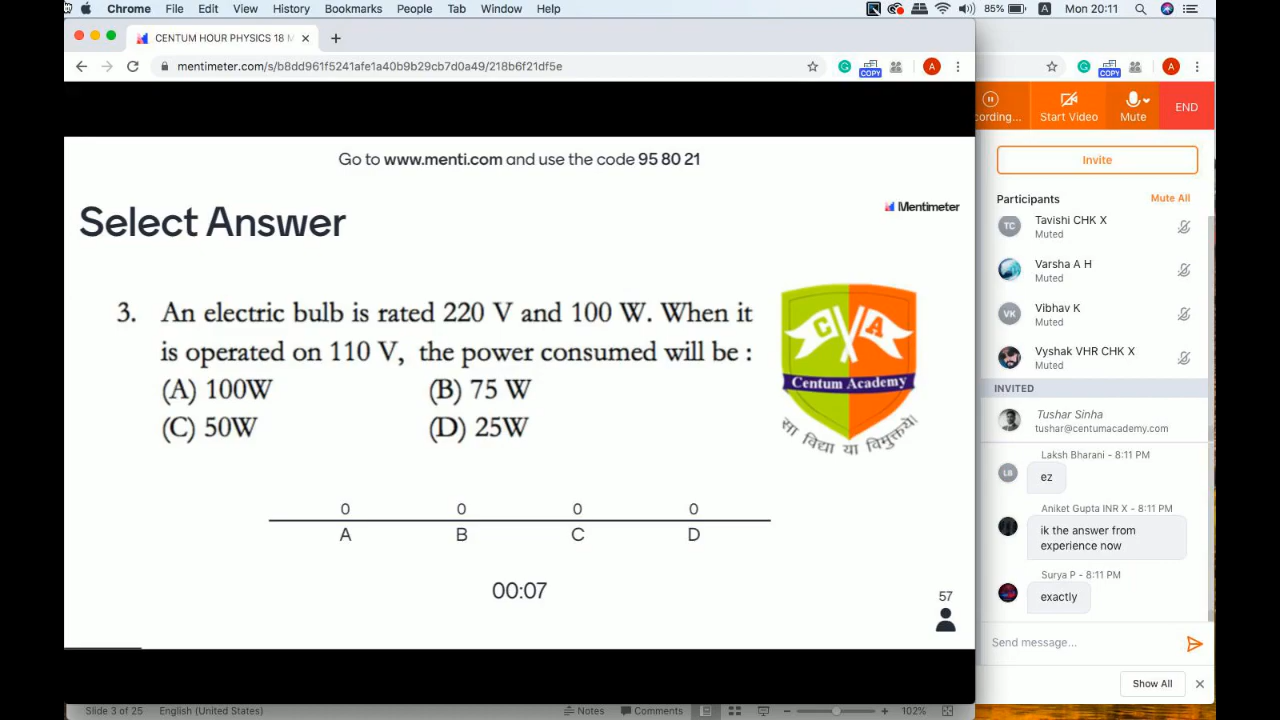 Chrome File Edit View History Bookmarks People Tab Window Help
85% A Mon 20:11
CENTUM HOUR PHYSICS 18 M
mentimeter.com/s/b8dd961f5241afe1a40b9b29cb7d0a49/218b6f21df5e
COPY
A
COPY
A
Go to www.menti.com and use the code 95 80 21
Select Answer
Mentimeter
3. An electric bulb is rated 220 V and 100 W. When it
is operated on 110 V, the power consumed will be :
(A) 100W (B) 75 W
(C) 50W (D) 25W
C A
Centum Academy
सा विद्या या विमुक्तये।
0 0 0 0
A B C D
00:07
57
cording... Start Video Mute END
Invite
Participants Mute All
TC Tavishi CHK X
Muted
Varsha A H
Muted
VK Vibhav K
Muted
Vyshak VHR CHK X
Muted
INVITED
Tushar Sinha
tushar@centumacademy.com
Laksh Bharani - 8:11 PM
LB ez
Aniket Gupta INR X - 8:11 PM
ik the answer from
experience now
Surya P - 8:11 PM
exactly
Send message...
Show All
Slide 3 of 25 English (United States) Notes Comments 102%